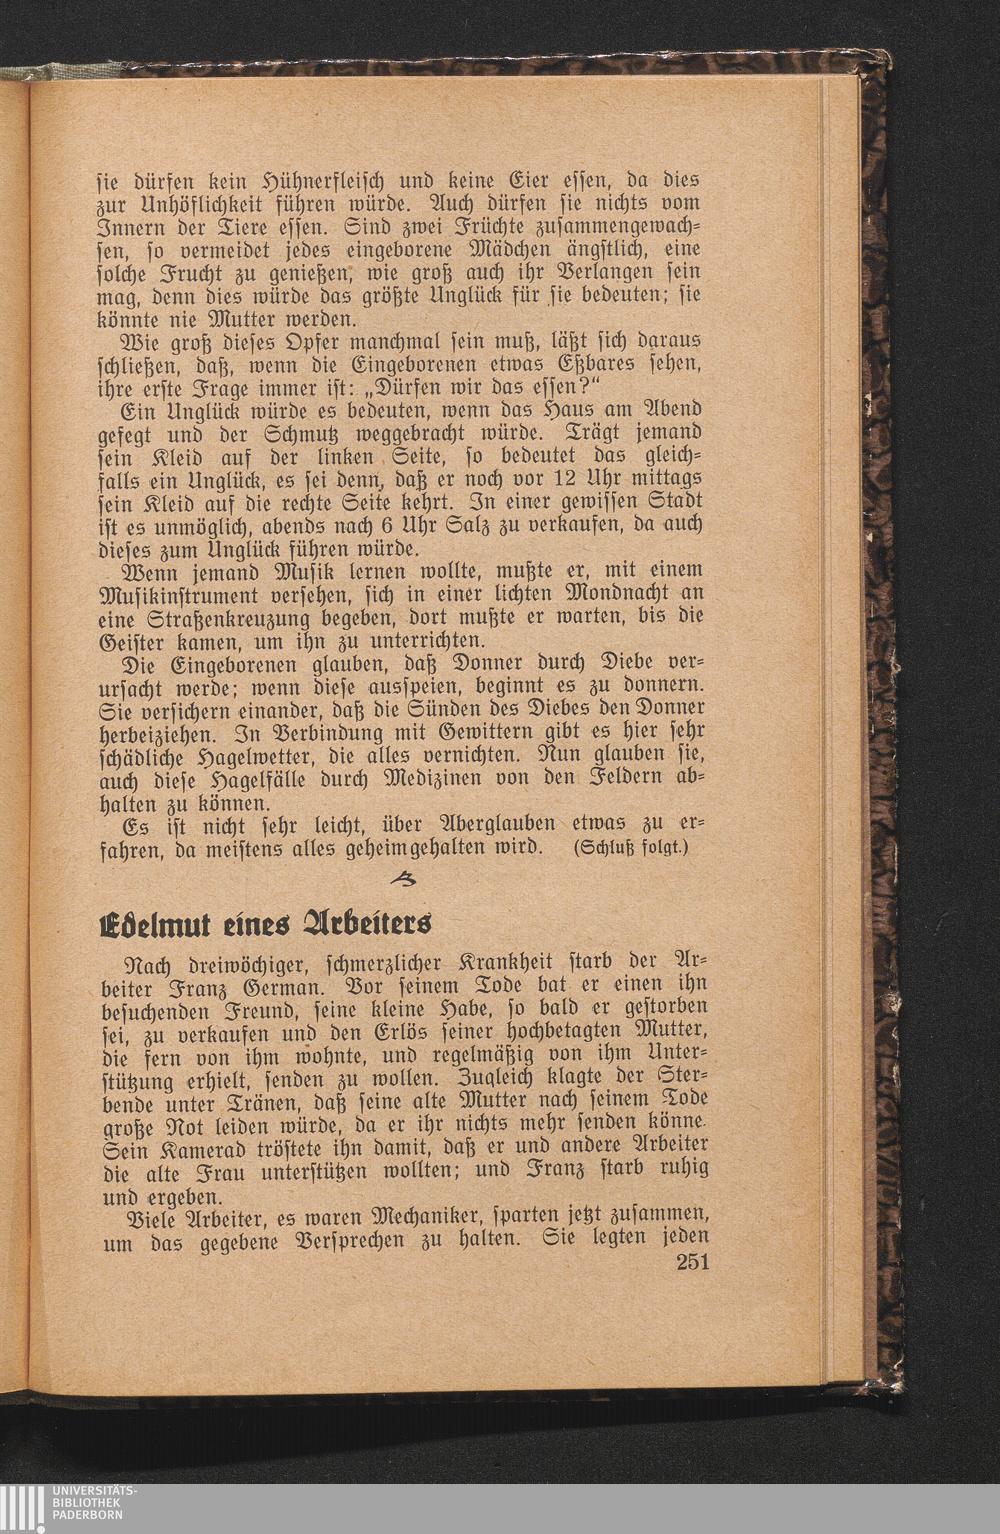 sie dürfen kein Hühnerfleisch und keine Eier essen, da dies
zur Unhöflichkeit führen würde. Auch dürfen sie nichts vom
Innern der Tiere essen. Sind zwei Früchte zusammengewach-
sen, so vermeidet jedes eingeborene Mädchen ängstlich, eine
solche Frucht zu genießen, wie groß auch ihr Verlangen sein
mag, denn dies würde das größte Unglück für sie bedeuten; sie
könnte nie Mutter werden.
Wie groß dieses Opfer manchmal sein muß, läßt sich daraus
schließen, daß, wenn die Eingeborenen etwas Eßbares sehen,
ihre erste Frage immer ist: „Dürfen wir das essen?"
Ein Unglück würde es bedeuten, wenn das Haus am Abend
gefegt und der Schmutz weggebracht würde. Trägt jemand
sein Kleid auf der linken Seite, so bedeutet das gleich-
falls ein Unglück, es sei denn, daß er noch vor 12 Uhr mittags
sein Kleid auf die rechte Seite kehrt. In einer gewissen Stadt
ist es unmöglich, abends nach 6 Uhr Salz zu verkaufen, da auch
dieses zum Unglück führen würde.
Wenn jemand Musik lernen wollte, mußte er, mit einem
Musikinstrument versehen, sich in einer lichten Mondnacht an
eine Straßenkreuzung begeben, dort mußte er warten, bis die
Geister kamen, um ihn zu unterrichten.
Die Eingeborenen glauben, daß Donner durch Diebe ver-
ursacht werde; wenn diese ausspeien, beginnt es zu donnern.
Sie versichern einander, daß die Sünden des Diebes den Donner
herbeiziehen. In Verbindung mit Gewittern gibt es hier sehr
schädliche Hagelwetter, die alles vernichten. Nun glauben sie,
auch diese Hagelfälle durch Medizinen von den Feldern ab-
halten zu können.
Es ist nicht sehr leicht, über Aberglauben etwas zu er-
fahren, da meistens alles geheimgehalten wird. (Schluß folgt.)
Edelmut eines Arbeiters
Nach dreiwöchiger, schmerzlicher Krankheit starb der Ar-
beiter Franz German. Vor seinem Tode bat er einen ihn
besuchenden Freund, seine kleine Habe, so bald er gestorben
sei, zu verkaufen und den Erlös seiner hochbetagten Mutter,
die fern von ihm wohnte, und regelmäßig von ihm Unter-
stützung erhielt, senden zu wollen. Zugleich klagte der Ster-
bende unter Tränen, daß seine alte Mutter nach seinem Tode
große Not leiden würde, da er ihr nichts mehr senden könne.
Sein Kamerad tröstete ihn damit, daß er und andere Arbeiter
die alte Frau unterstützen wollten; und Franz starb ruhig
und ergeben.
Viele Arbeiter, es waren Mechaniker, sparten jetzt zusammen,
um das gegebene Versprechen zu halten. Sie legten jeden
251
UNIVERSITÄTS-
BIBLIOTHEK
PADERBORN